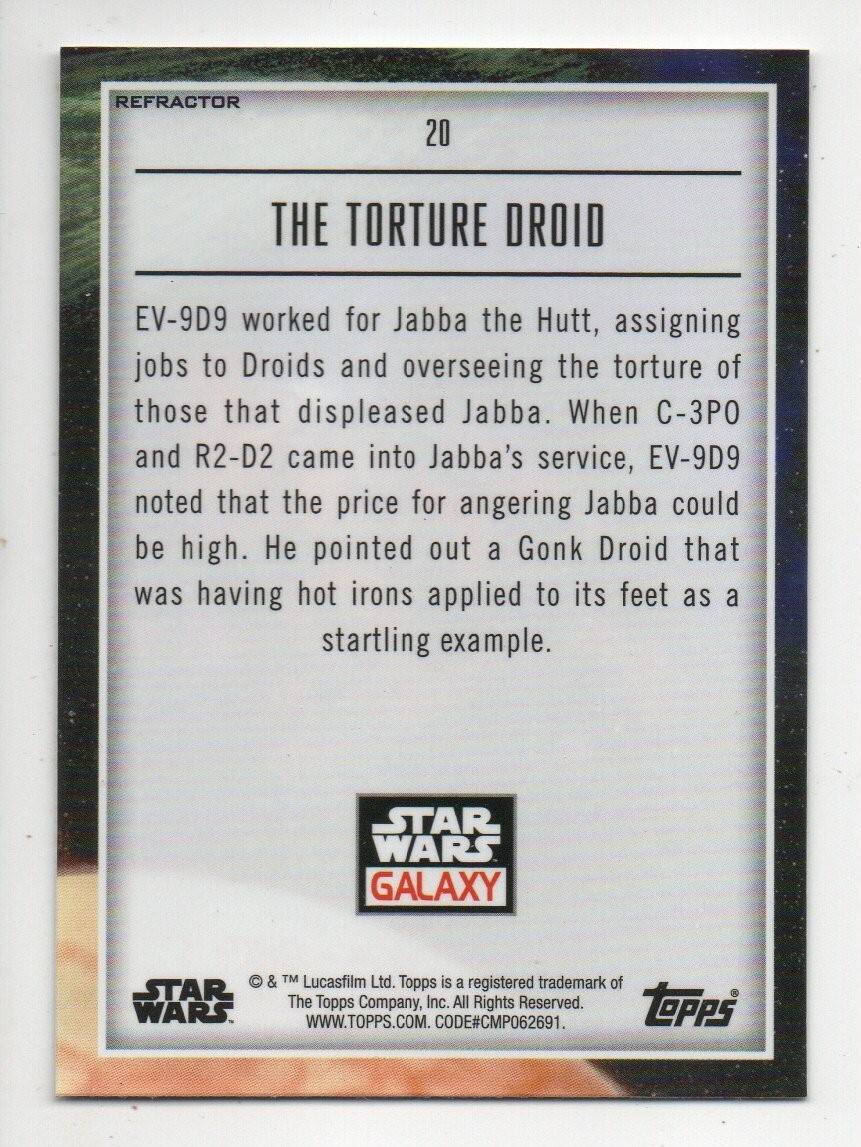 REFRACTOR
20
THE TORTURE DROID
EV-9D9 worked for Jabba the Hutt, assigning
jobs to Droids and overseeing the torture of
those that displeased Jabba. When C-3PO
and R2-D2 came into Jabba's service, EV-9D9
noted that the price for angering Jabba could
be high. He pointed out a Gonk Droid that
was having hot irons applied to its feet as a
startling example.
STAR
WARS
GALAXY
STAR
WARS
© & ™ Lucasfilm Ltd. Topps is a registered trademark of
The Topps Company, Inc. All Rights Reserved.
WWW.TOPPS.COM. CODE#CMP062691.
Topps®